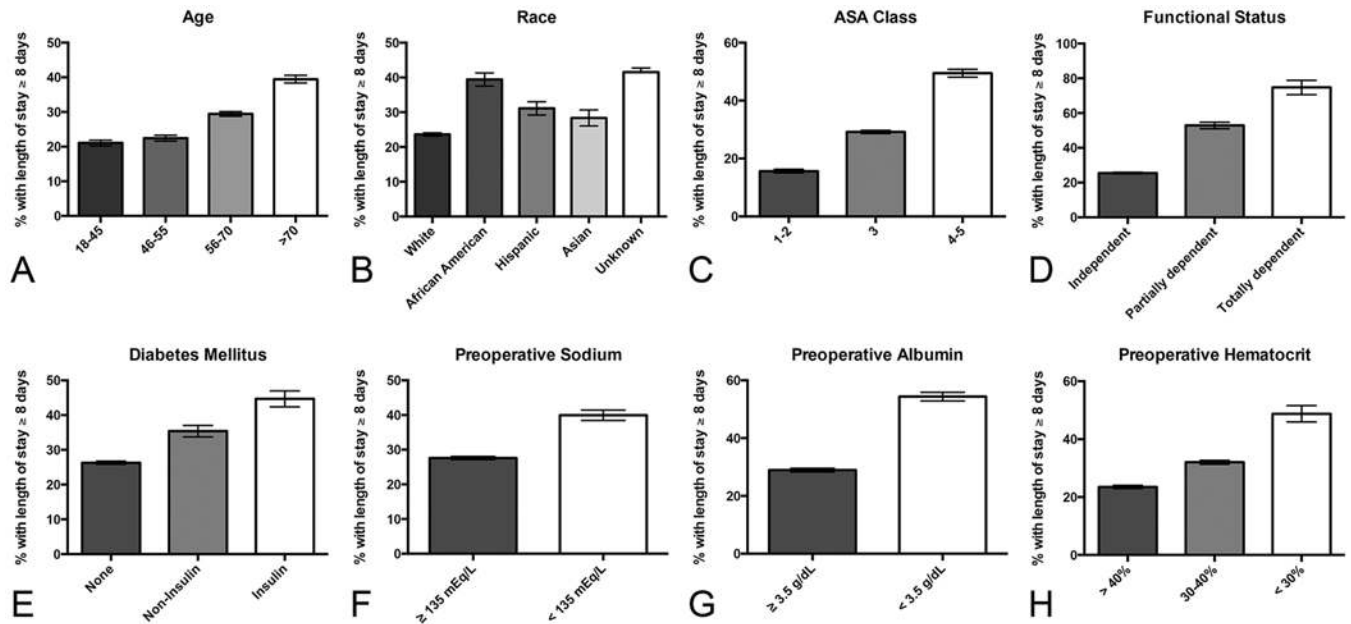 Age
% with length of stay ≥ 8 days
50
40
30
20
10
0
18-45
46-55
56-70
>70
A
Race
% with length of stay ≥ 8 days
50
40
30
20
10
0
White
African American
Hispanic
Asian
Unknown
B
ASA Class
% with length of stay ≥ 8 days
60
40
20
0
1-2
3
4-5
C
Functional Status
% with length of stay ≥ 8 days
100
80
60
40
20
0
Independent
Partially dependent
Totally dependent
D
Diabetes Mellitus
% with length of stay ≥ 8 days
50
40
30
20
10
0
None
Non-Insulin
Insulin
E
Preoperative Sodium
% with length of stay ≥ 8 days
50
40
30
20
10
0
≥ 135 mEq/L
< 135 mEq/L
F
Preoperative Albumin
% with length of stay ≥ 8 days
60
40
20
0
≥ 3.5 g/dL
< 3.5 g/dL
G
Preoperative Hematocrit
% with length of stay ≥ 8 days
60
40
20
0
> 40%
30-40%
< 30%
H